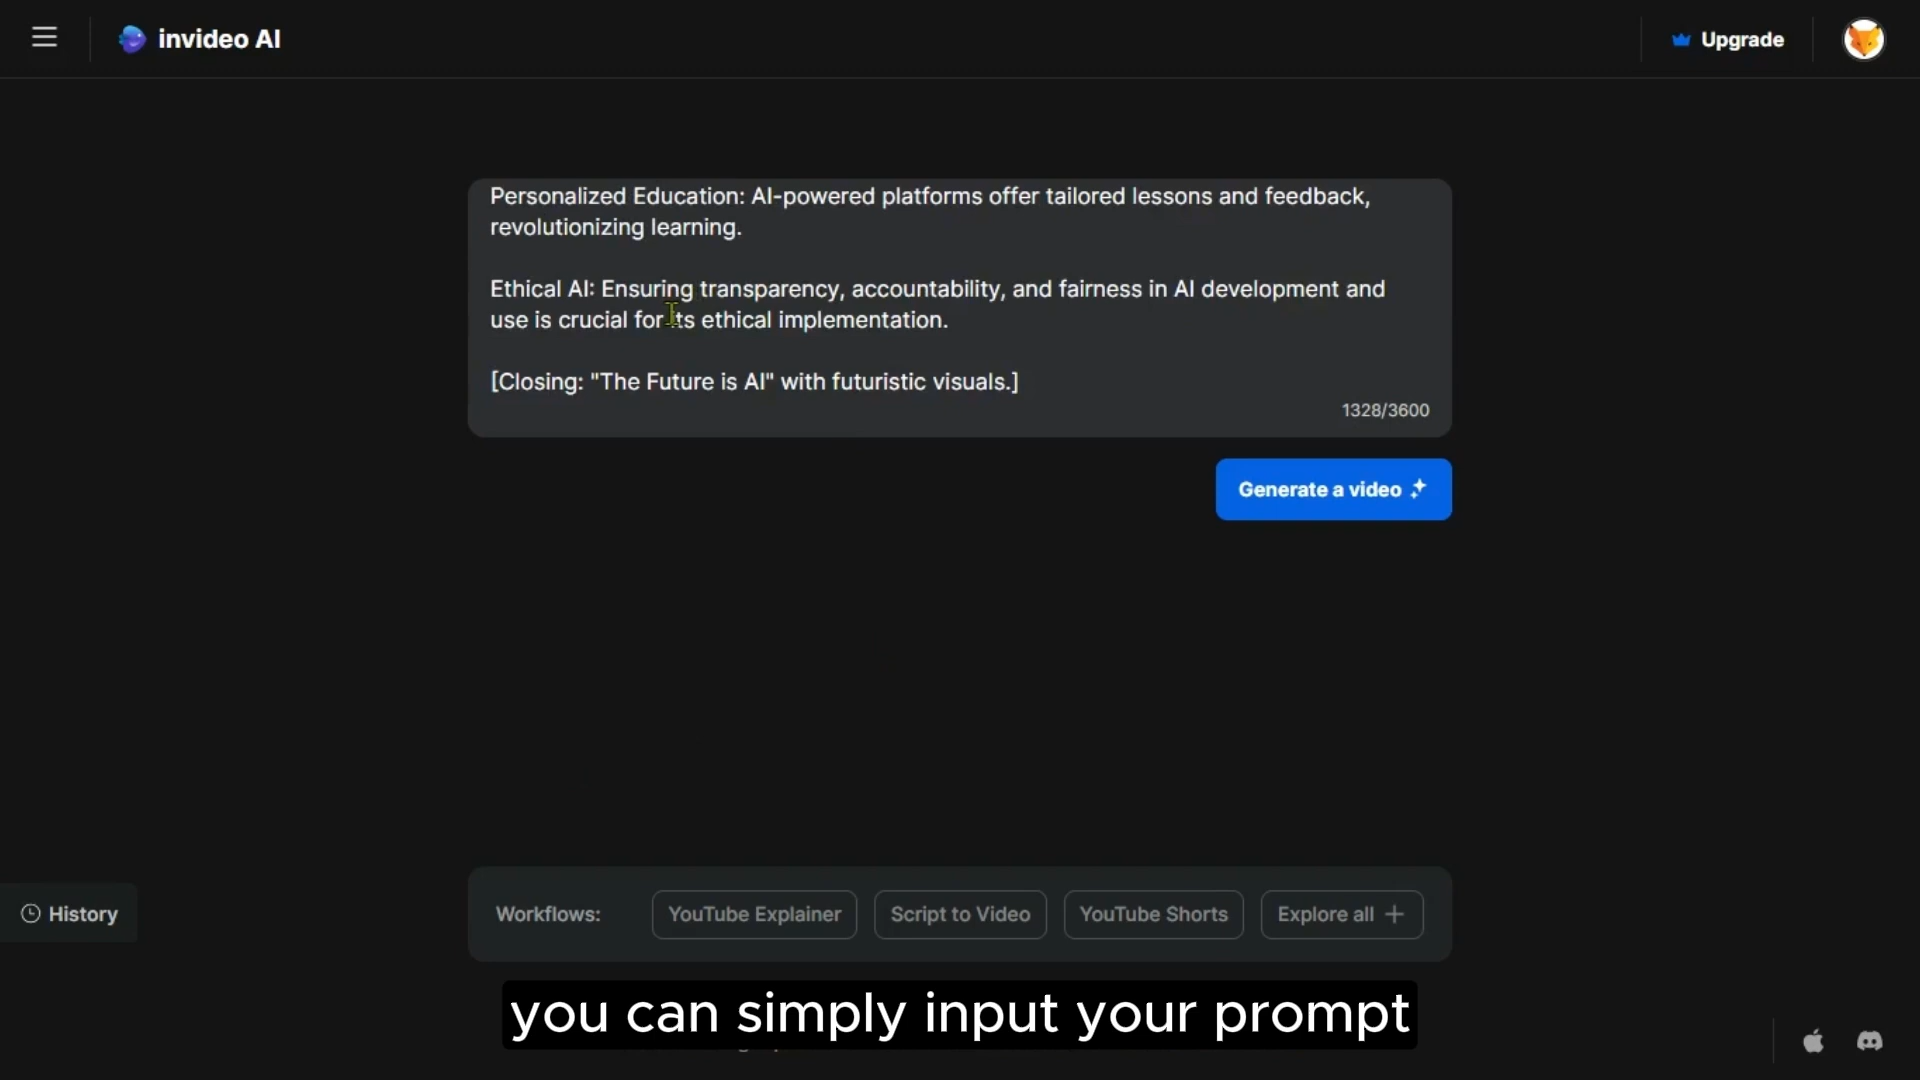 invideo AI
Upgrade
Personalized Education: AI-powered platforms offer tailored lessons and feedback,
revolutionizing learning.
Ethical AI: Ensuring transparency, accountability, and fairness in AI development and
use is crucial for its ethical implementation.
[Closing: "The Future is AI" with futuristic visuals.]
1328/3600
Generate a video
History
Workflows:
YouTube Explainer
Script to Video
YouTube Shorts
Explore all
you can simply input your prompt